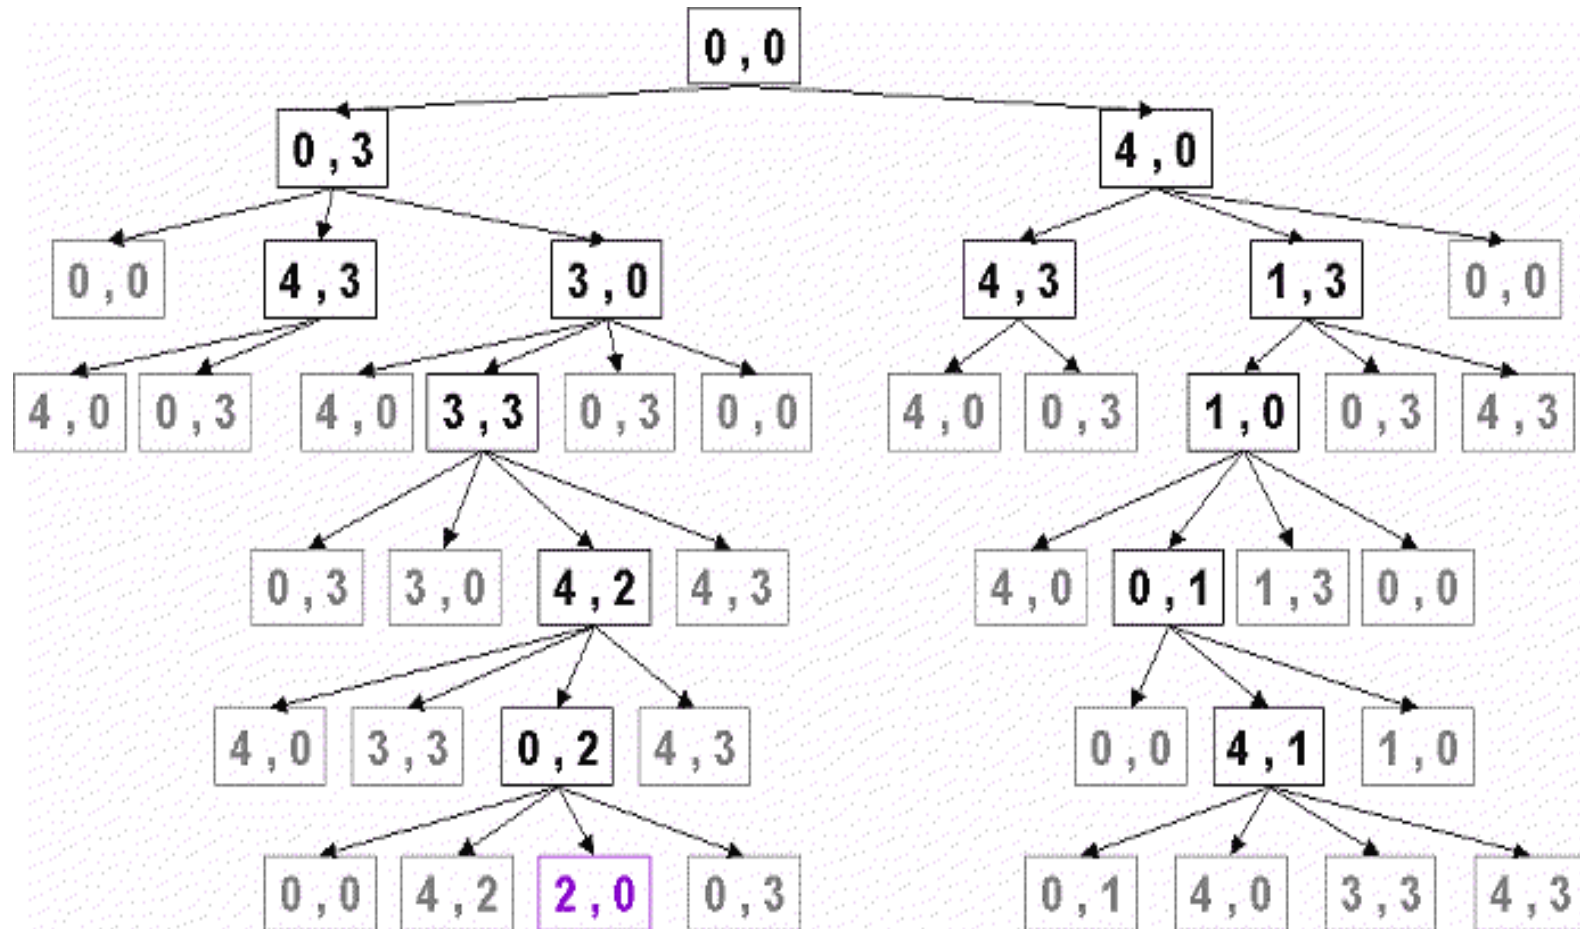 0 , 0
0 , 3 4 , 0
0 , 0 4 , 3 3 , 0 4 , 3 1 , 3 0 , 0
4 , 0 0 , 3 4 , 0 3 , 3 0 , 3 0 , 0 4 , 0 0 , 3 1 , 0 0 , 3 4 , 3
0 , 3 3 , 0 4 , 2 4 , 3 4 , 0 0 , 1 1 , 3 0 , 0
4 , 0 3 , 3 0 , 2 4 , 3 0 , 0 4 , 1 1 , 0
0 , 0 4 , 2 2 , 0 0 , 3 0 , 1 4 , 0 3 , 3 4 , 3